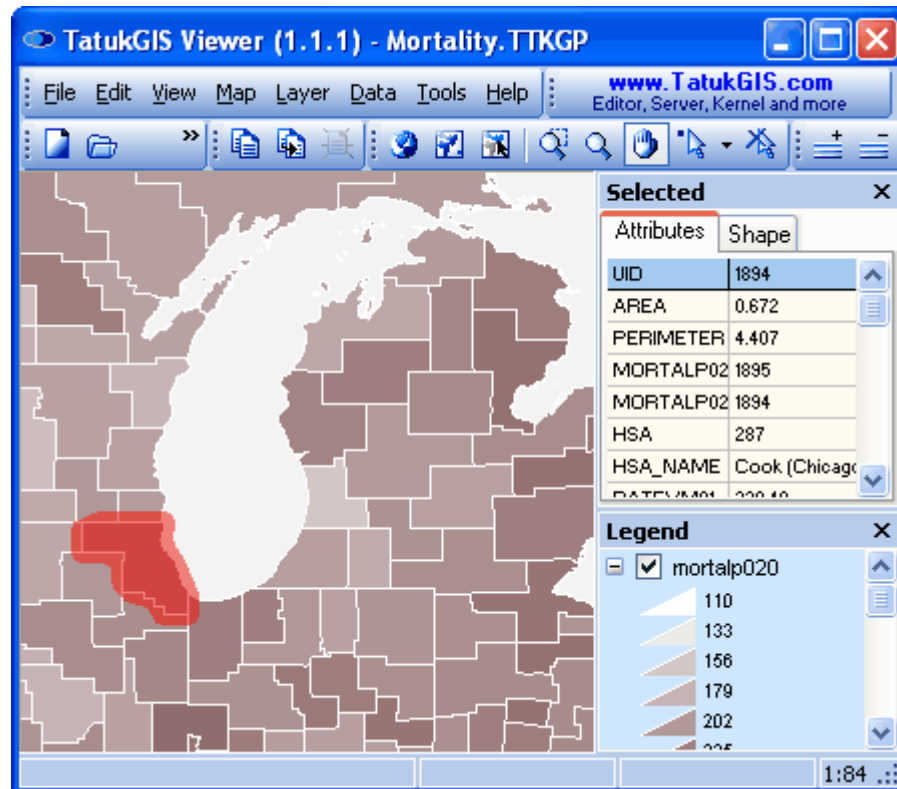 TatukGIS Viewer (1.1.1) - Mortality.TTKGP
File Edit View Map Layer Data Tools Help
www.TatukGIS.com
Editor, Server, Kernel and more
Selected
Attributes Shape
UID 1894
AREA 0.672
PERIMETER 4.407
MORTALP02 1895
MORTALP02 1894
HSA 287
HSA_NAME Cook (Chicago
Legend
mortalp020
110
133
156
179
202
1:84